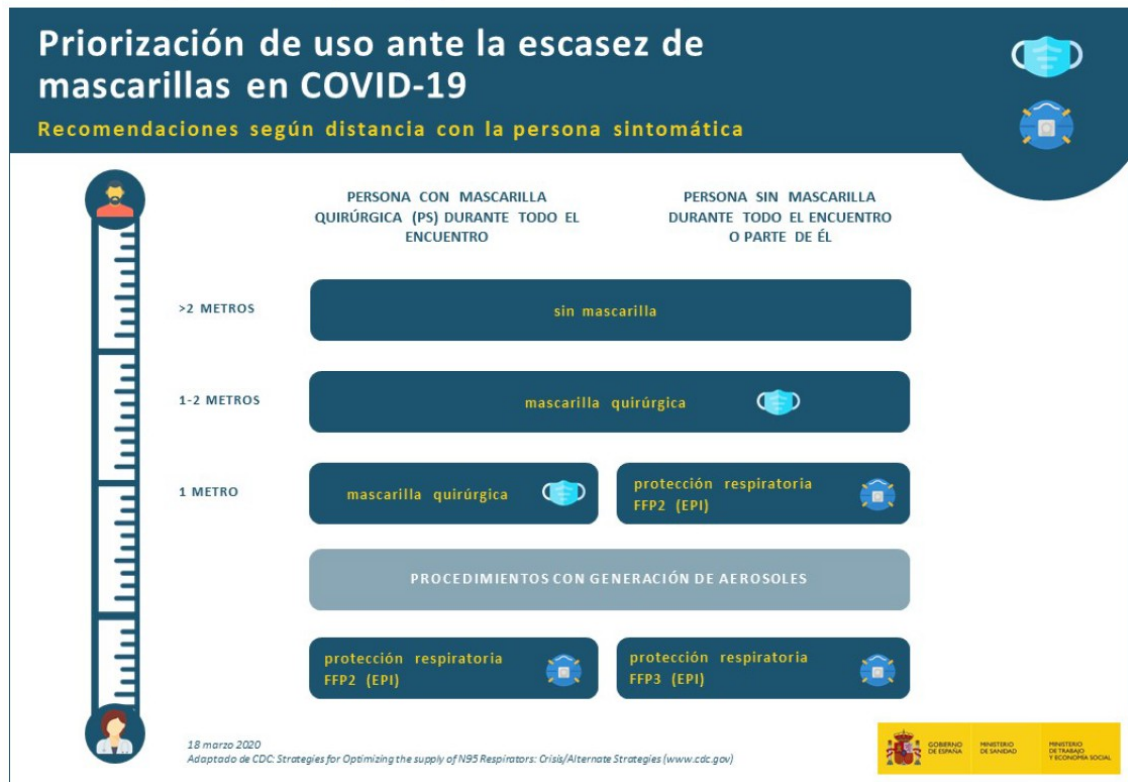 Priorización de uso ante la escasez de
mascarillas en COVID-19
Recomendaciones según distancia con la persona sintomática
PERSONA CON MASCARILLA
QUIRÚRGICA (PS) DURANTE TODO EL
ENCUENTRO
PERSONA SIN MASCARILLA
DURANTE TODO EL ENCUENTRO
O PARTE DE ÉL
>2 METROS
sin mascarilla
1-2 METROS
mascarilla quirúrgica
1 METRO
mascarilla quirúrgica
protección respiratoria
FFP2 (EPI)
PROCEDIMIENTOS CON GENERACIÓN DE AEROSOLES
protección respiratoria
FFP2 (EPI)
protección respiratoria
FFP3 (EPI)
18 marzo 2020
Adaptado de CDC: Strategies for Optimizing the supply of N95 Respirators: Crisis/Alternate Strategies (www.cdc.gov)
GOBIERNO
DE ESPAÑA
MINISTERIO
DE SANIDAD
MINISTERIO
DE TRABAJO
Y ECONOMÍA SOCIAL